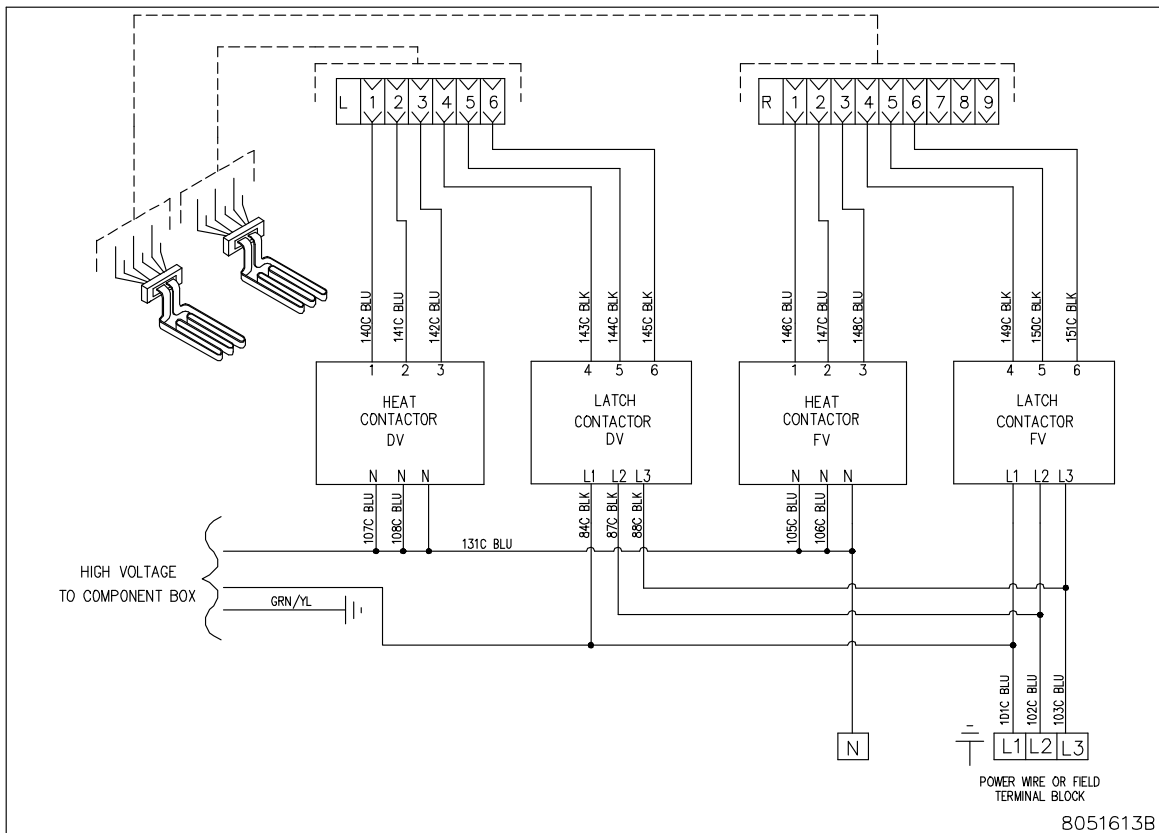 L 1 2 3 4 5 6
R 1 2 3 4 5 6 7 8 9
140C BLU
141C BLU
142C BLU
143C BLK
144C BLK
145C BLK
146C BLU
147C BLU
148C BLU
149C BLK
150C BLK
151C BLK
1 2 3
HEAT
CONTACTOR
DV
N N N
4 5 6
LATCH
CONTACTOR
DV
L1 L2 L3
1 2 3
HEAT
CONTACTOR
FV
N N N
4 5 6
LATCH
CONTACTOR
FV
L1 L2 L3
107C BLU
108C BLU
84C BLK
87C BLK
88C BLK
105C BLU
106C BLU
131C BLU
HIGH VOLTAGE
TO COMPONENT BOX
GRN/YL
101C BLU
102C BLU
103C BLU
N
L1 L2 L3
POWER WIRE OR FIELD
TERMINAL BLOCK
8051613B